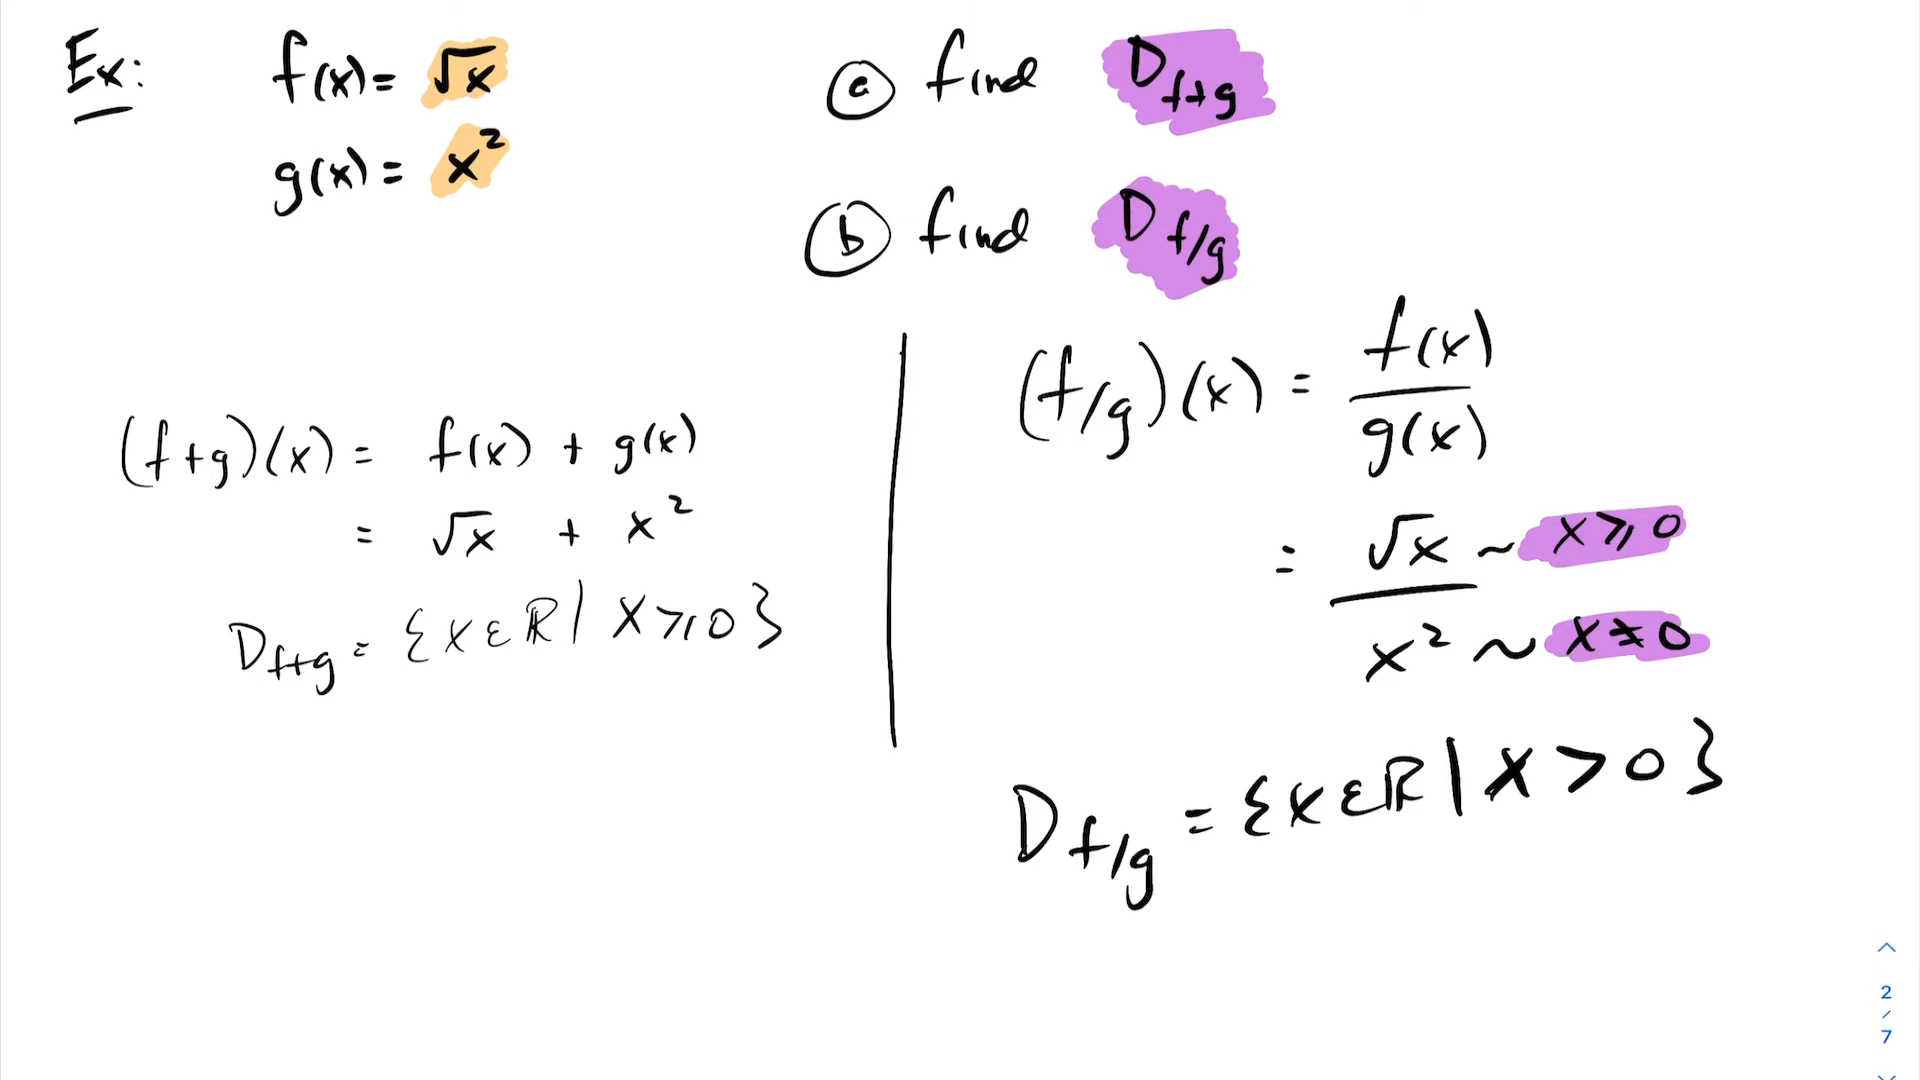 Ex: f(x)= √x
g(x)= x²
ⓐ find D f+g
ⓑ find D f/g
(f+g)(x) = f(x) + g(x)
= √x + x²
D f+g = {x∈ℝ | x⩾0}
(f/g)(x) = f(x)
g(x)
= √x ~ x⩾0
x² ~ x≠0
D f/g = {x∈ℝ | x>0}
2
/
7